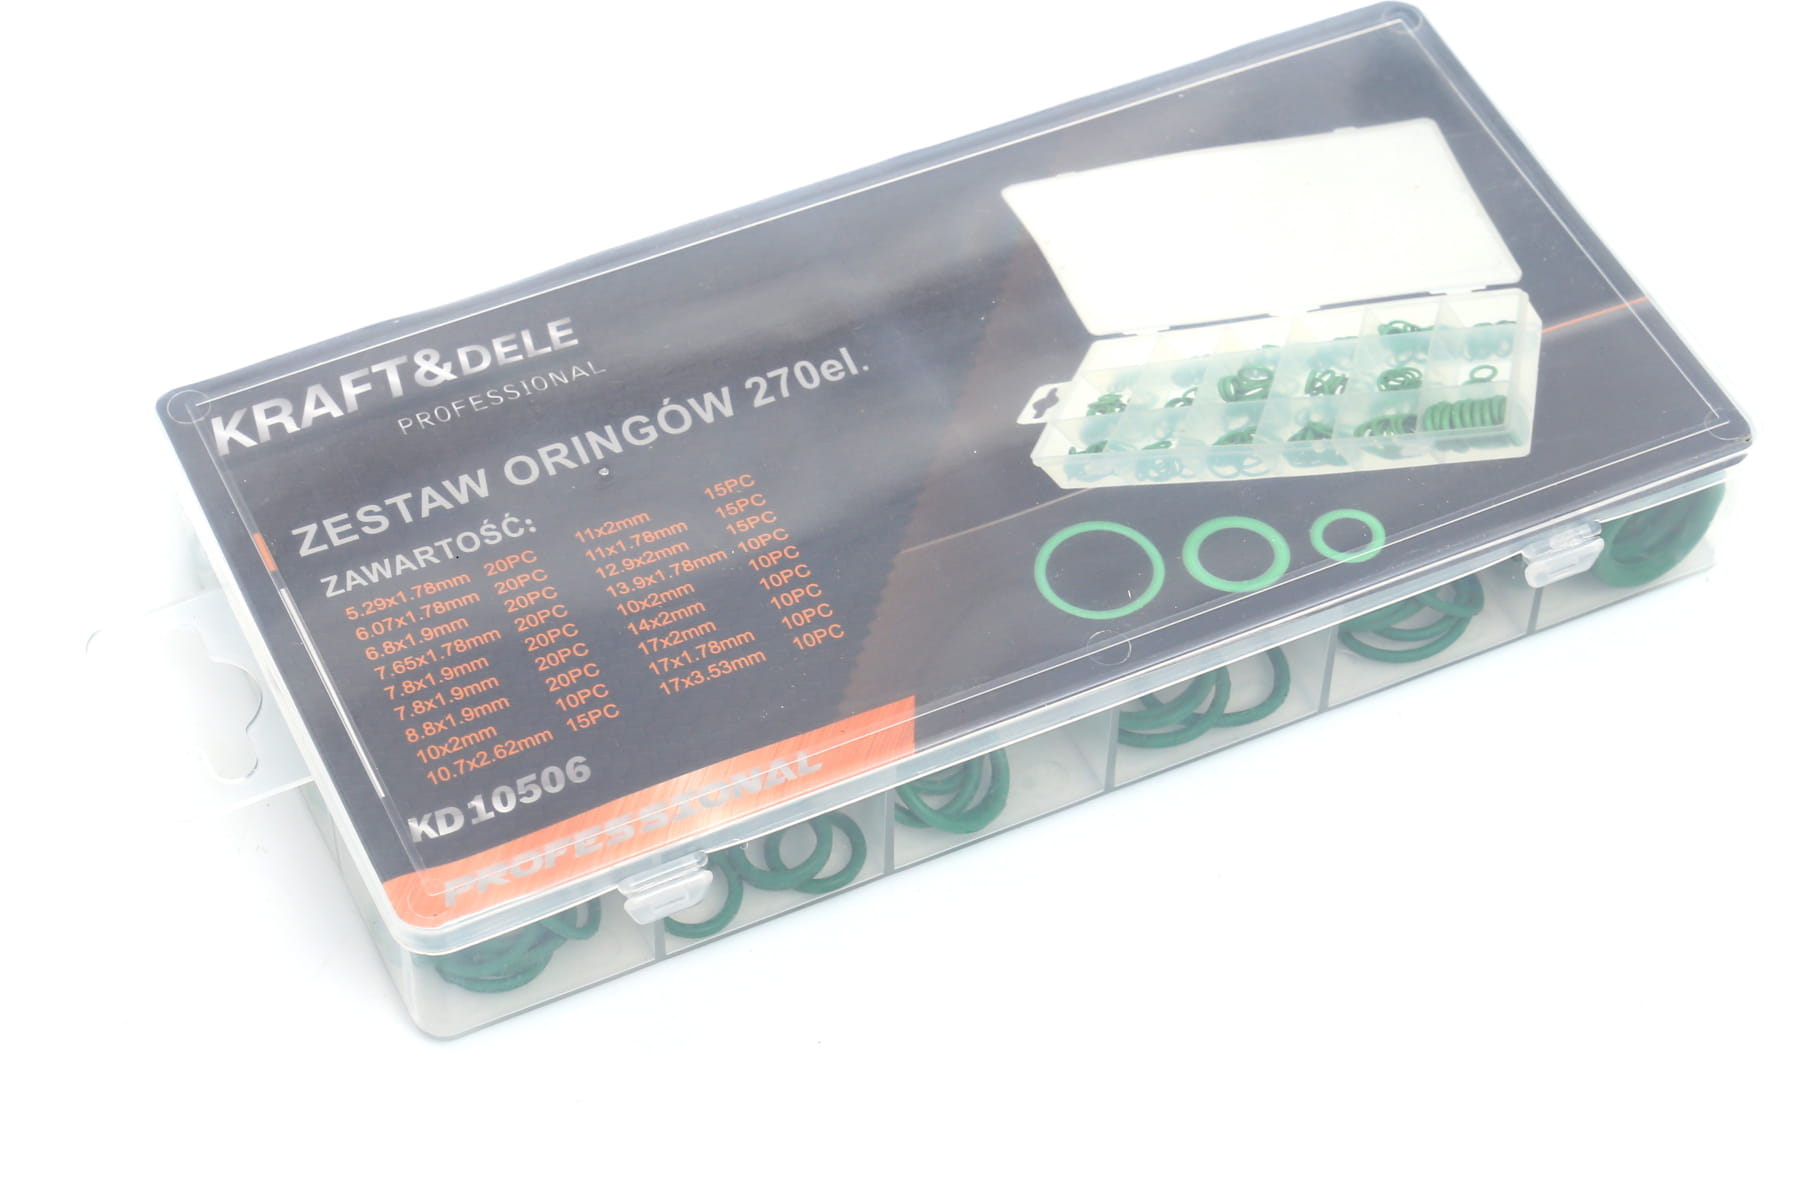 KRAFT&DELE
PROFESSIONAL
ZESTAW ORINGÓW 270el.
ZAWARTOŚĆ:
5.29x1.78mm 20PC
6.07x1.78mm 20PC
6.8x1.9mm 20PC
7.65x1.78mm 20PC
7.8x1.9mm 20PC
7.8x1.9mm 20PC
8.8x1.9mm 20PC
10x2mm 10PC
10.7x2.62mm 15PC
11x2mm 15PC
11x1.78mm 15PC
12.9x2mm 15PC
13.9x1.78mm 10PC
10x2mm 10PC
14x2mm 10PC
17x2mm 10PC
17x1.78mm 10PC
17x3.53mm 10PC
KD10506
PROFESSIONAL